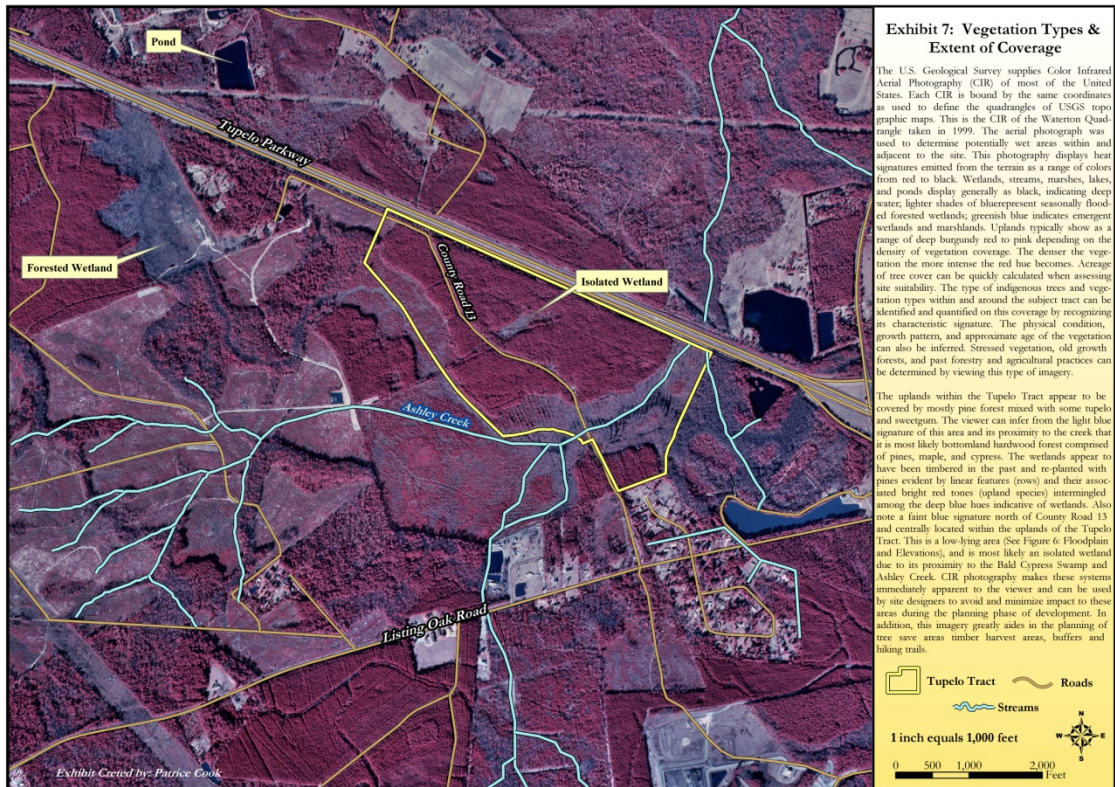 Pond
Tupelo Parkway
Forested Wetland
County Road 13
Isolated Wetland
Ashley Creek
Listing Oak Road
Exhibit Creted by: Patrice Cook
Exhibit 7: Vegetation Types &
Extent of Coverage
The U.S. Geological Survey supplies Color Infrared
Aerial Photography (CIR) of most of the United
States. Each CIR is bound by the same coordinates
as used to define the quadrangles of USGS topo
graphic maps. This is the CIR of the Waterton Quad-
rangle taken in 1999. The aerial photograph was
used to determine potentially wet areas within and
adjacent to the site. This photography displays heat
signatures emitted from the terrain as a range of colors
from red to black. Wetlands, streams, marshes, lakes,
and ponds display generally as black, indicating deep
water; lighter shades of bluerepresent seasonally flood-
ed forested wetlands; greenish blue indicates emergent
wetlands and marshlands. Uplands typically show as a
range of deep burgundy red to pink depending on the
density of vegetation coverage. The denser the vege-
tation the more intense the red hue becomes. Acreage
of tree cover can be quickly calculated when assessing
site suitability. The type of indigenous trees and vege-
tation types within and around the subject tract can be
identified and quantified on this coverage by recognizing
its characteristic signature. The physical condition,
growth pattern, and approximate age of the vegetation
can also be inferred. Stressed vegetation, old growth
forests, and past forestry and agricultural practices can
be determined by viewing this type of imagery.
The uplands within the Tupelo Tract appear to be
covered by mostly pine forest mixed with some tupelo
and sweetgum. The viewer can infer from the light blue
signature of this area and its proximity to the creek that
it is most likely bottomland hardwood forest comprised
of pines, maple, and cypress. The wetlands appear to
have been timbered in the past and re-planted with
pines evident by linear features (rows) and their assoc-
iated bright red tones (upland species) intermingled
among the deep blue hues indicative of wetlands. Also
note a faint blue signature north of County Road 13
and centrally located within the uplands of the Tupelo
Tract. This is a low-lying area (See Figure 6: Floodplain
and Elevations), and is most likely an isolated wetland
due to its proximity to the Bald Cypress Swamp and
Ashley Creek. CIR photography makes these systems
immediately apparent to the viewer and can be used
by site designers to avoid and minimize impact to these
areas during the planning phase of development. In
addition, this imagery greatly aides in the planning of
tree save areas timber harvest areas, buffers and
hiking trails.
Tupelo Tract
Roads
Streams
1 inch equals 1,000 feet
N
W E
S
0 500 1,000 2,000
Feet